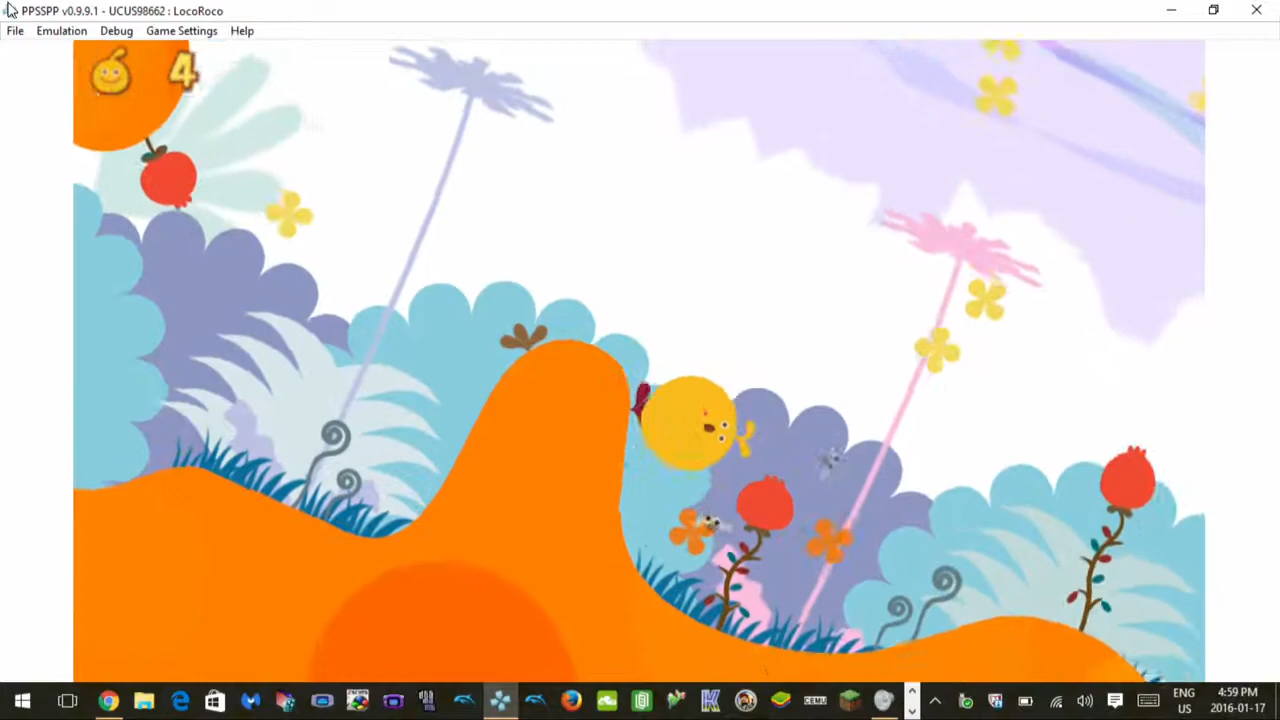 PPSSPP v0.9.9.1 - UCUS98662 : LocoRoco
File Emulation Debug Game Settings Help
4
CEMU
ENG
US
4:59 PM
2016-01-17